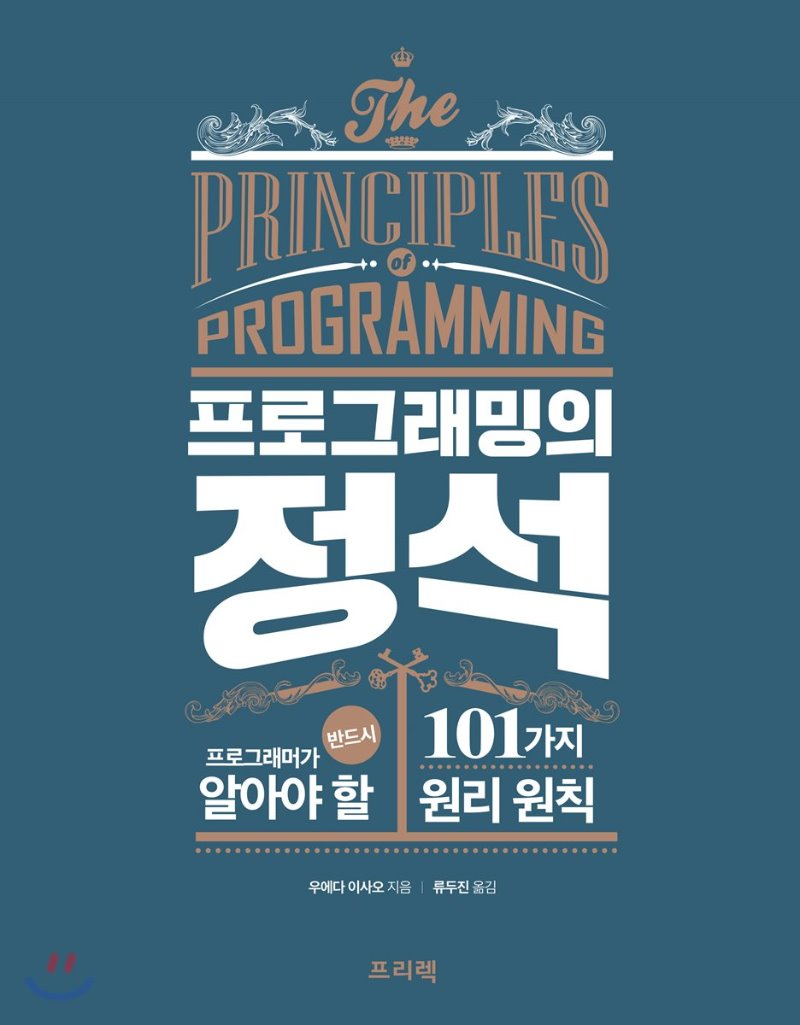 The
PRINCIPLES
of
PROGRAMMING
프로그래밍의
정석
프로그래머가 반드시
알아야 할
101가지
원리 원칙
우에다 이사오 지음 | 류두진 옮김
프리렉